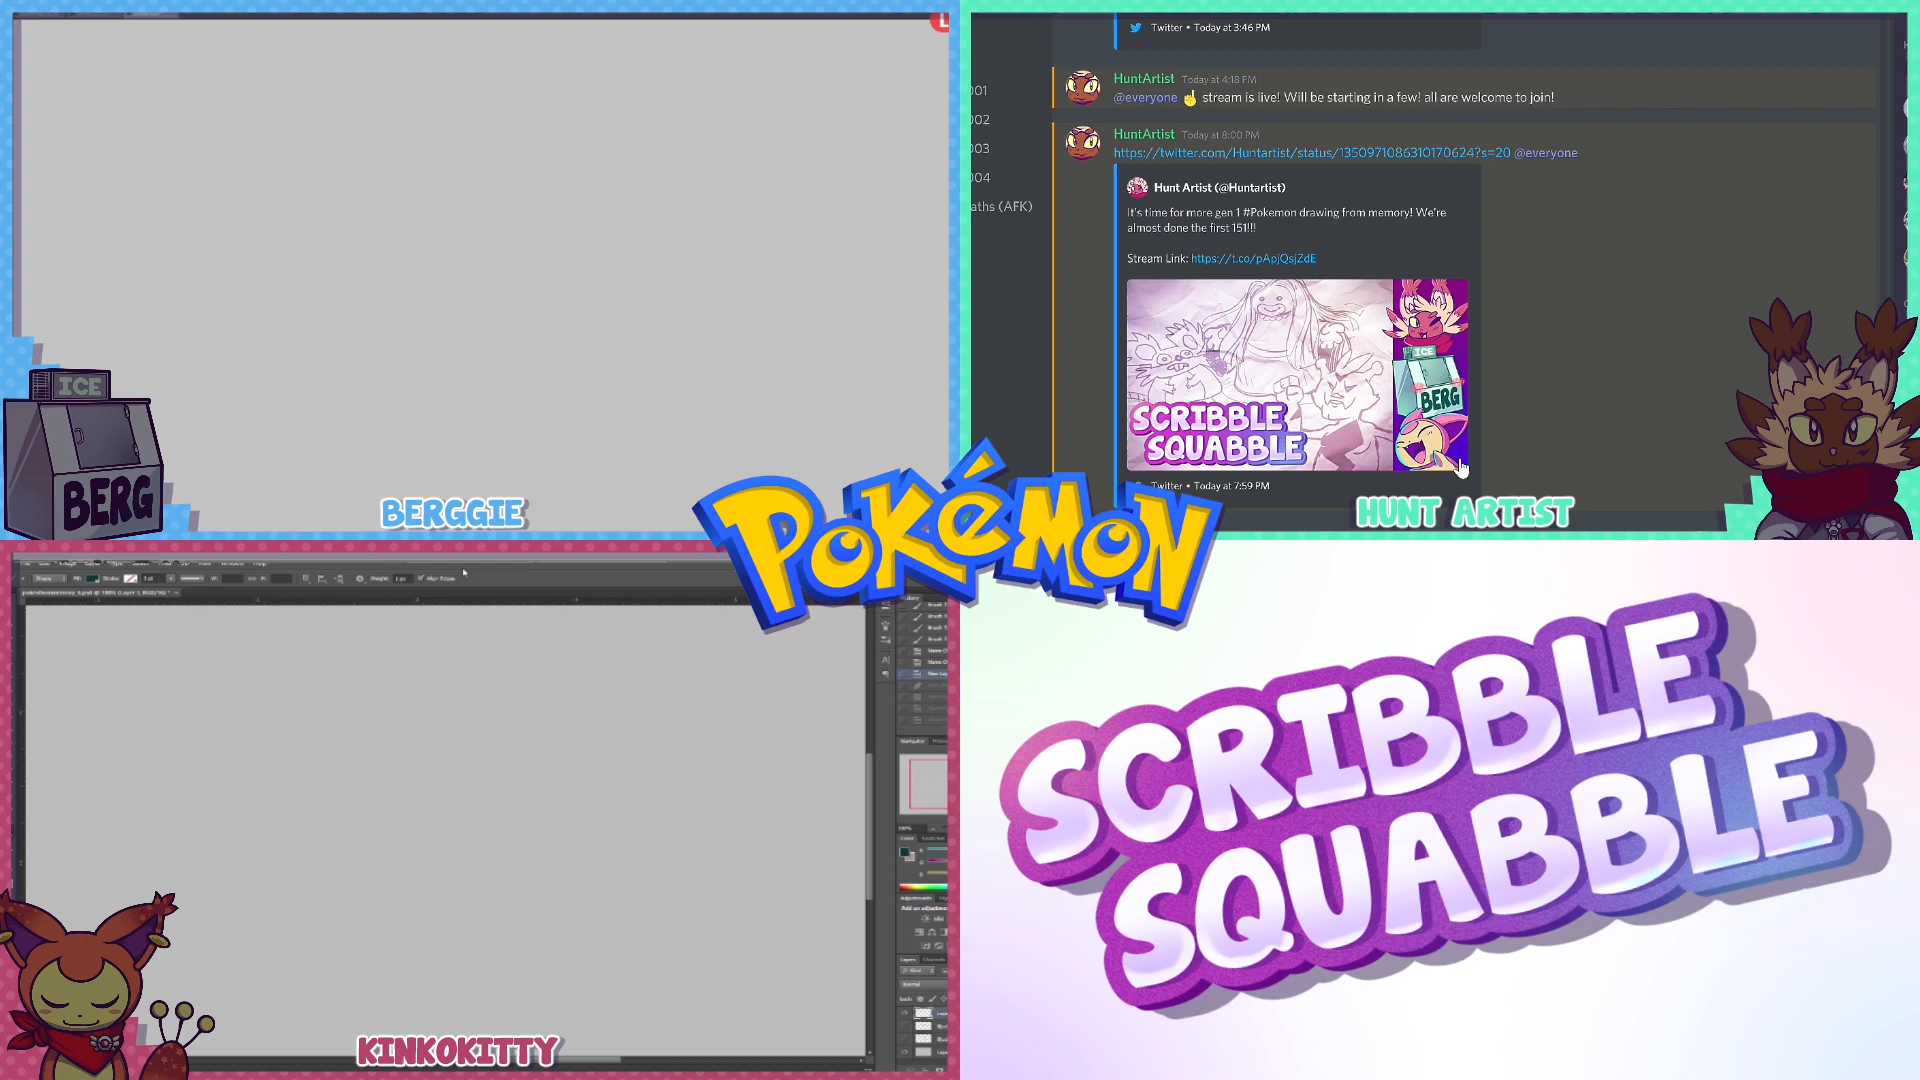 ICE
BERG
BERGGIE
001
002
003
004
aths (AFK)
Twitter • Today at 3:46 PM
HuntArtist Today at 4:18 PM
@everyone ☝ stream is live! Will be starting in a few! all are welcome to join!
HuntArtist Today at 8:00 PM
https://twitter.com/Huntartist/status/1350971086310170624?s=20 @everyone
Hunt Artist (@Huntartist)
It's time for more gen 1 #Pokemon drawing from memory! We're
almost done the first 151!!!
Stream Link: https://t.co/pApjQsjZdE
SCRIBBLE
SQUABBLE
ICE
BERG
Twitter • Today at 7:59 PM
HUNT ARTIST
POKéMON
Align Edges
KINKOKITTY
SCRIBBLE
SQUABBLE